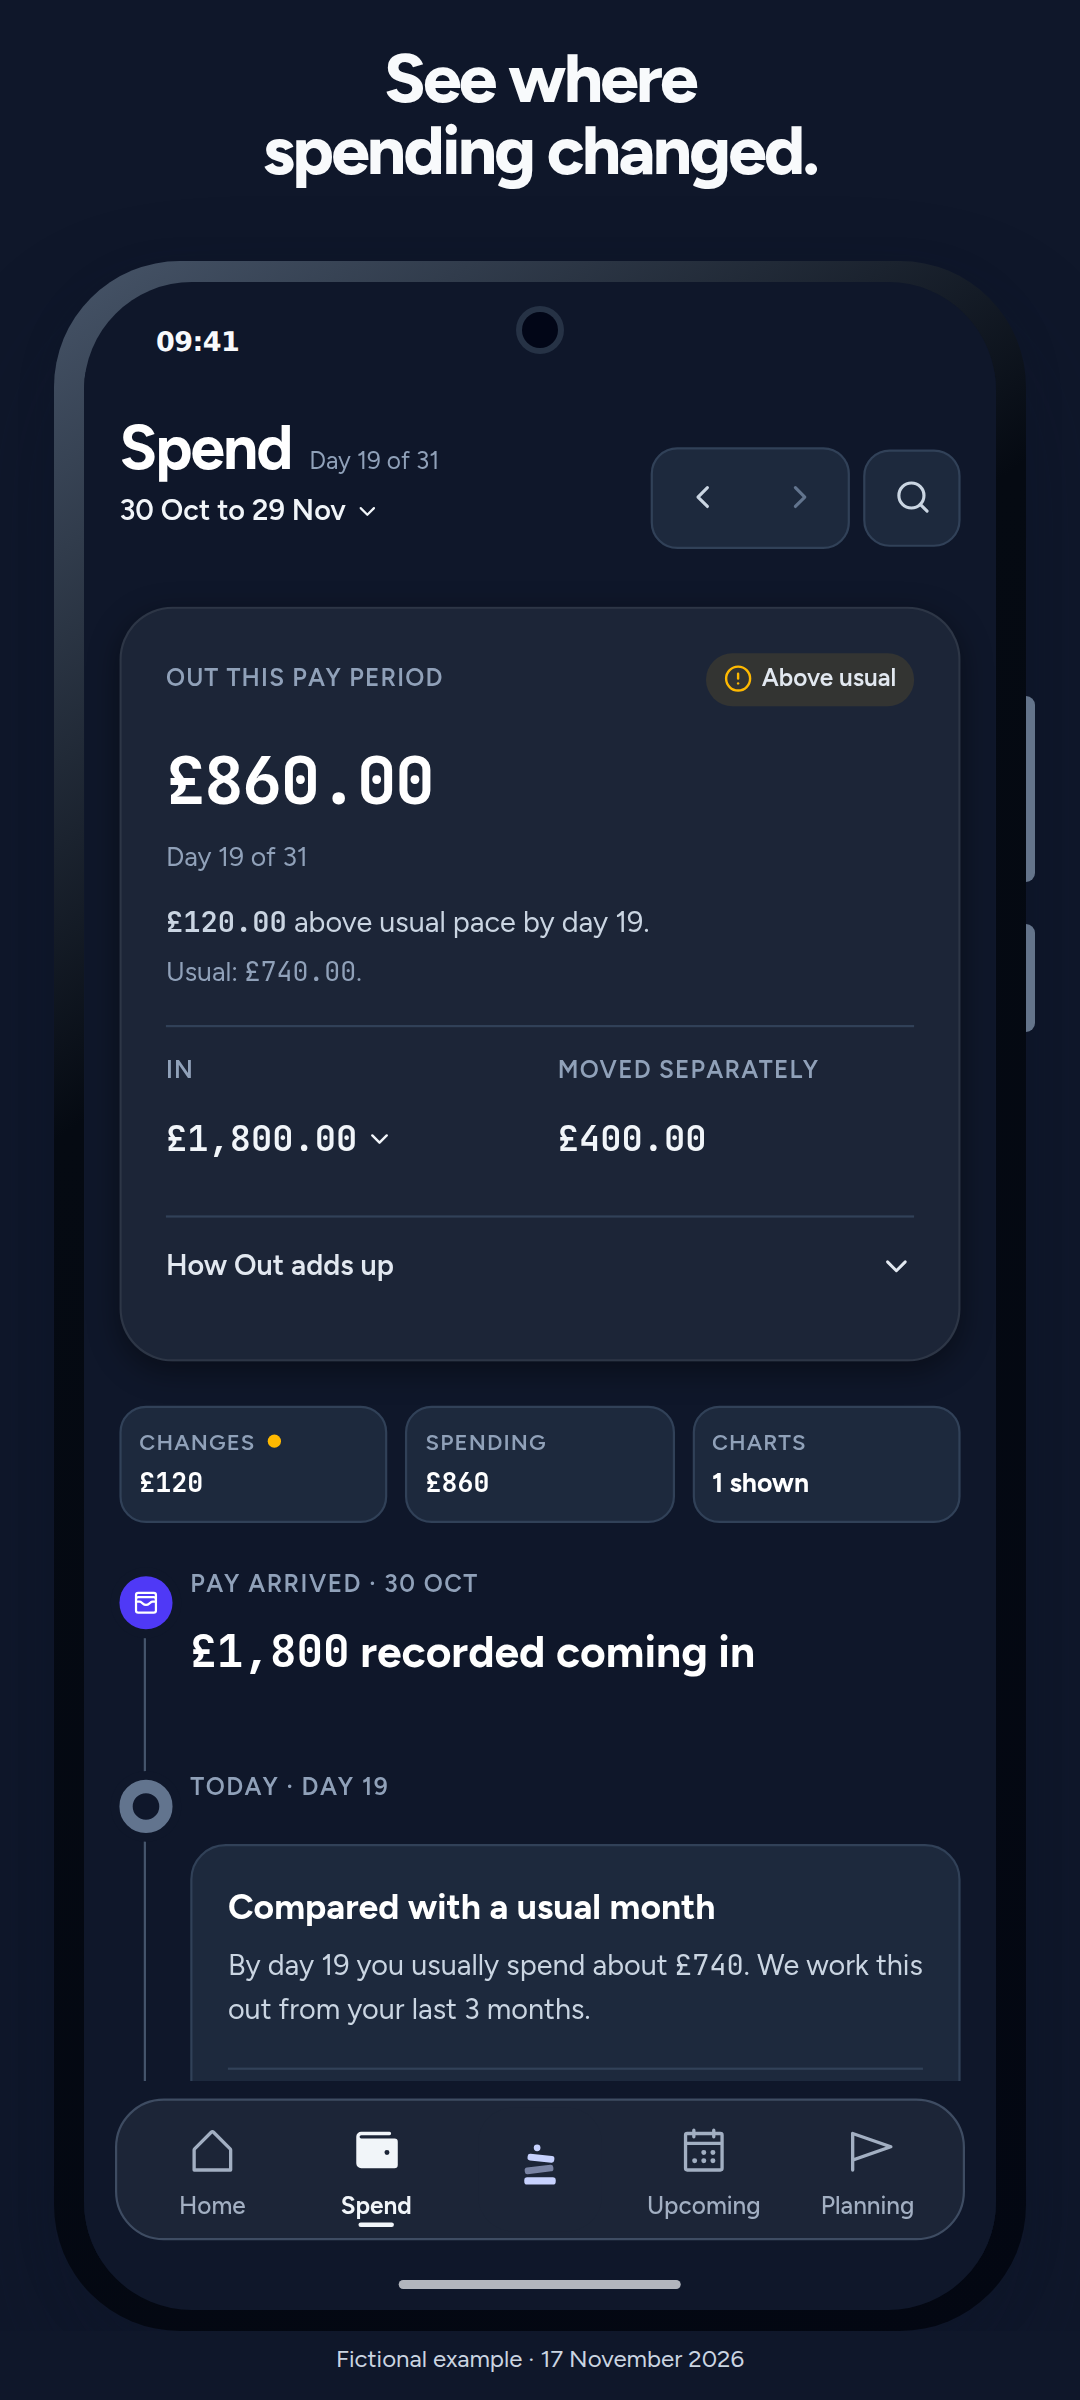 See where
spending changed.
09:41
Spend Day 19 of 31
30 Oct to 29 Nov
OUT THIS PAY PERIOD
Above usual
£860.00
Day 19 of 31
£120.00 above usual pace by day 19.
Usual: £740.00.
IN
MOVED SEPARATELY
£1,800.00
£400.00
How Out adds up
CHANGES
£120
SPENDING
£860
CHARTS
1 shown
PAY ARRIVED · 30 OCT
£1,800 recorded coming in
TODAY · DAY 19
Compared with a usual month
By day 19 you usually spend about £740. We work this
out from your last 3 months.
Home
Spend
Upcoming
Planning
Fictional example · 17 November 2026